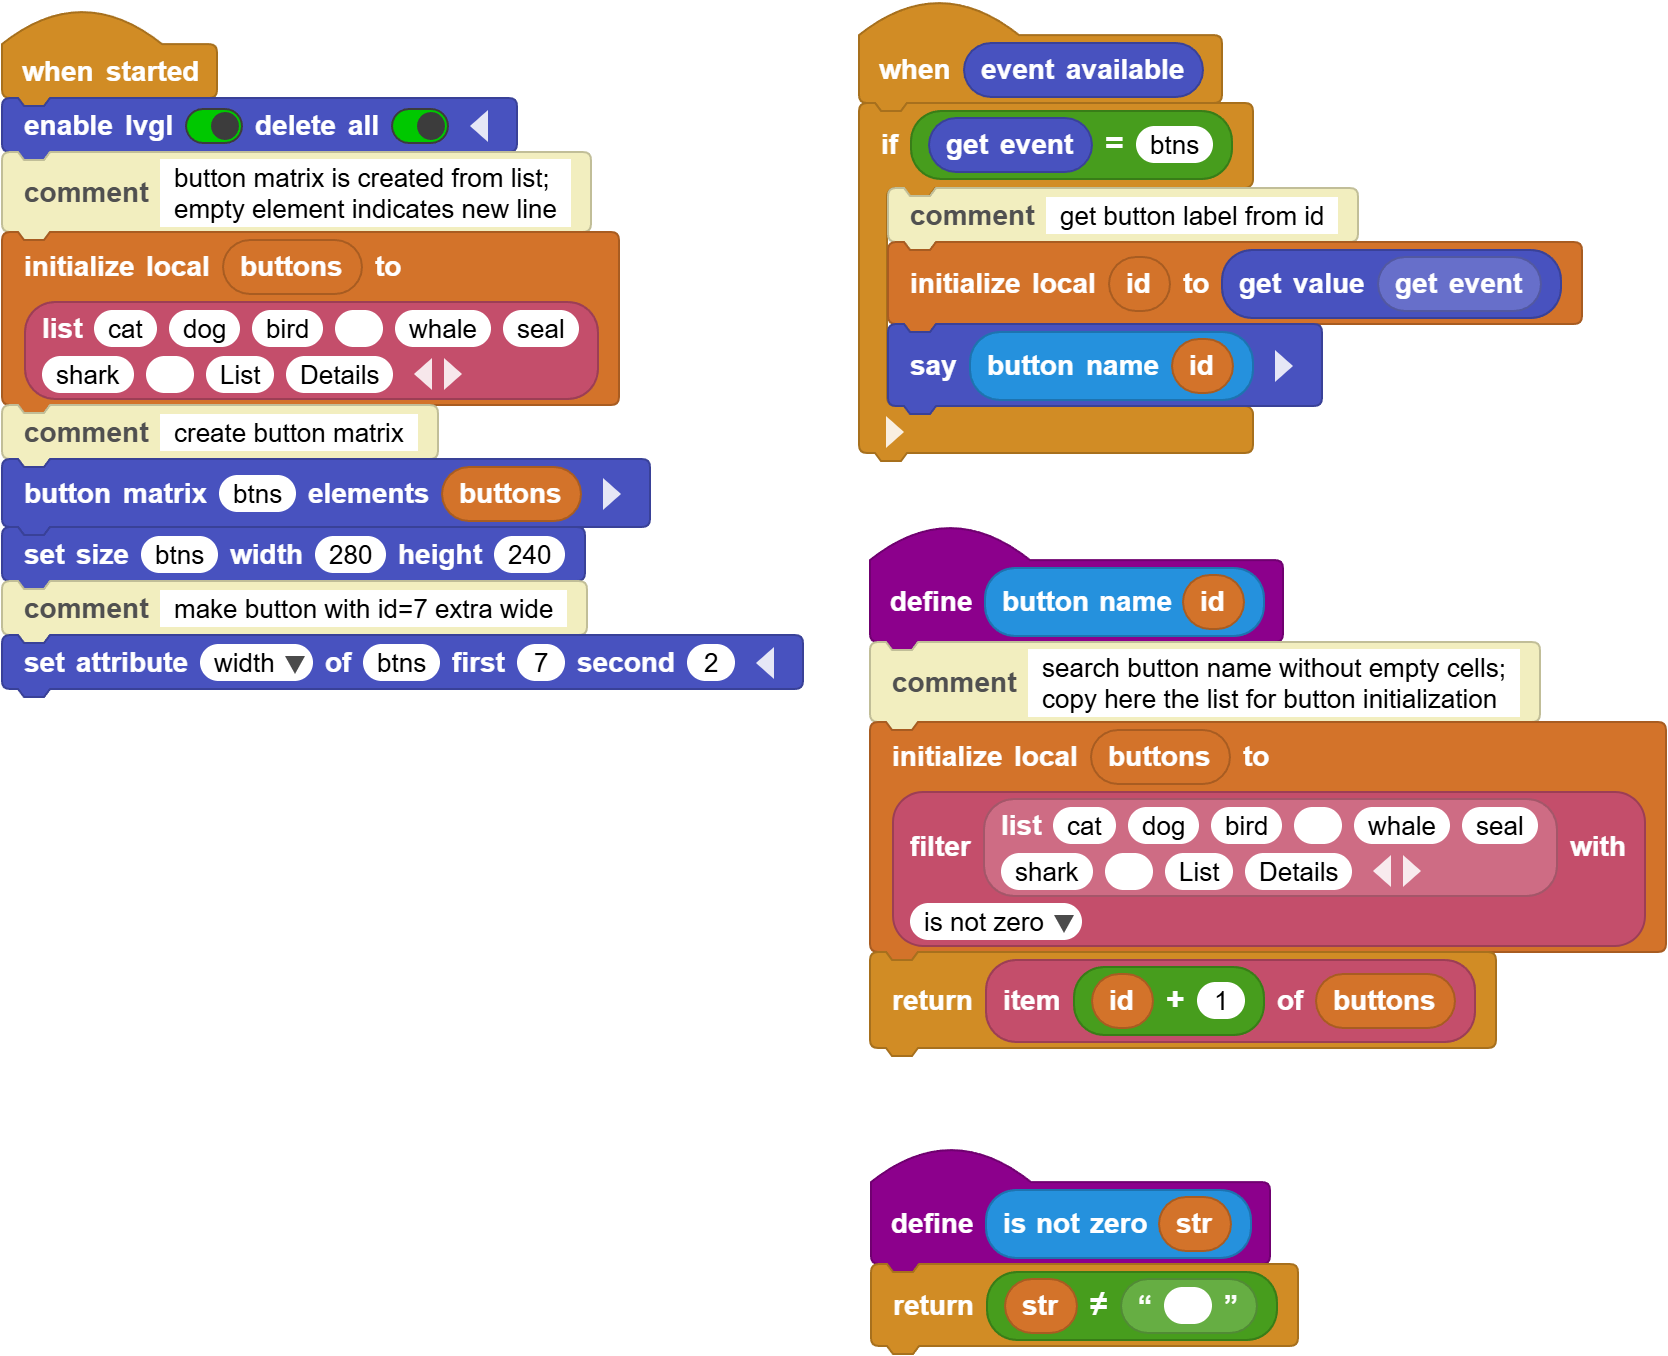 when started
enable lvgl delete all
comment button matrix is created from list;
empty element indicates new line
initialize local buttons to
list cat dog bird whale seal
shark List Details
comment create button matrix
button matrix btns elements buttons
set size btns width 280 height 240
comment make button with id=7 extra wide
set attribute width of btns first 7 second 2
when event available
if get event = btns
comment get button label from id
initialize local id to get value get event
say button name id
define button name id
comment search button name without empty cells;
copy here the list for button initialization
initialize local buttons to
filter list cat dog bird whale seal with
shark List Details
is not zero
return item id + 1 of buttons
define is not zero str
return str ≠ “ ”